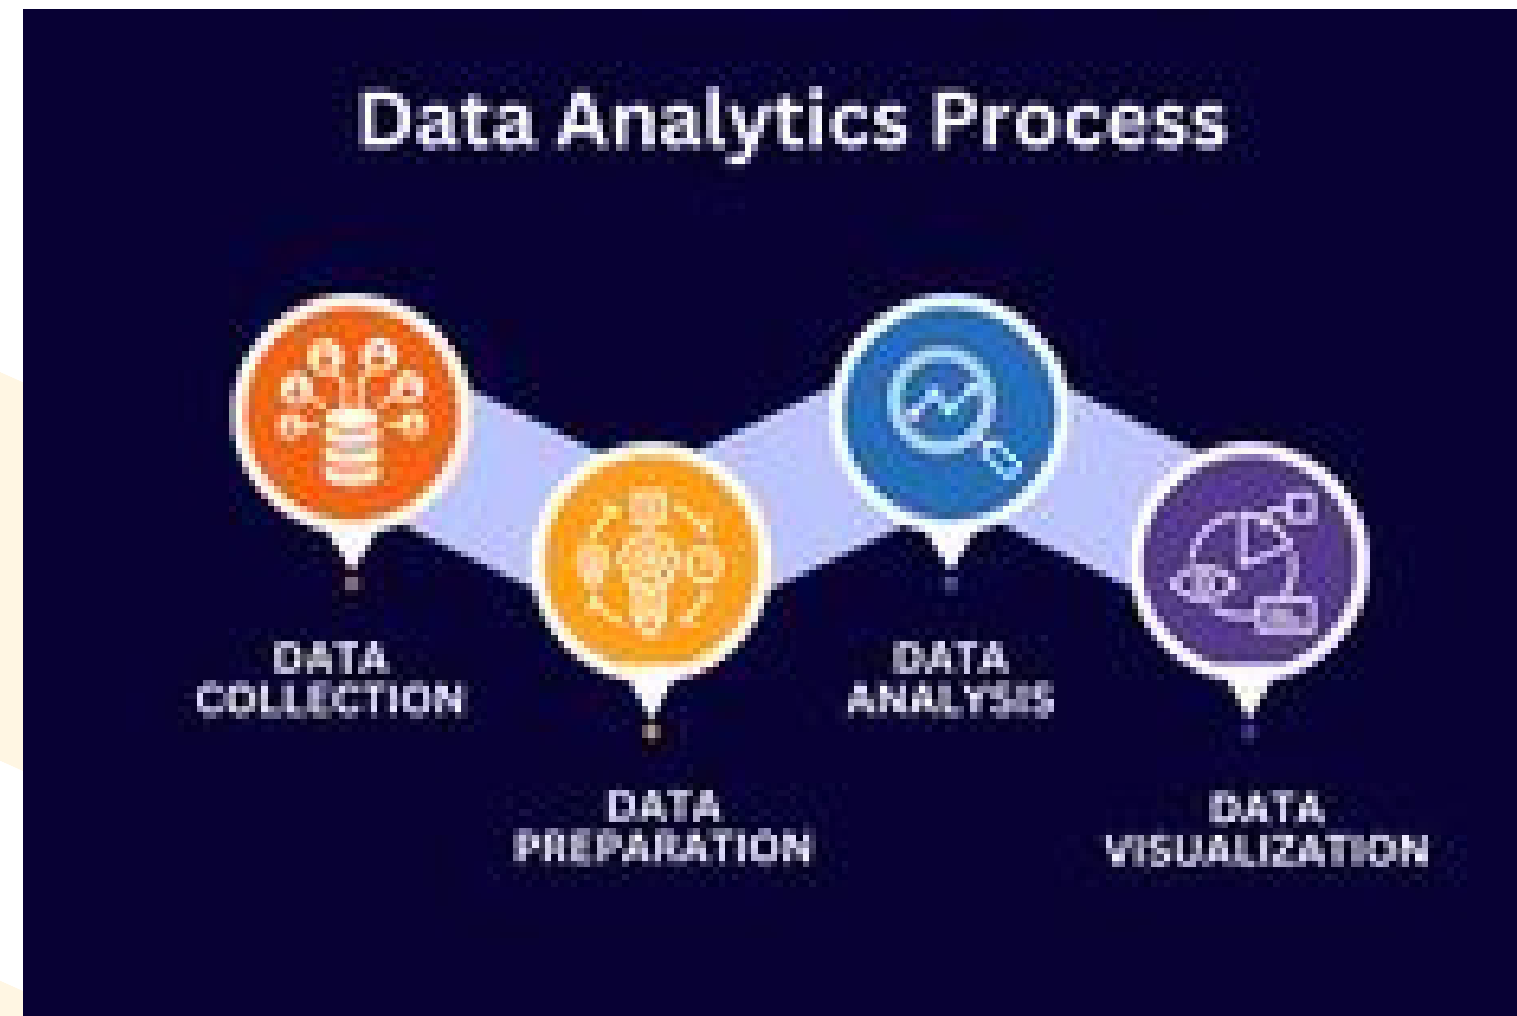 Data Analytics Process
DATA
COLLECTION
DATA
PREPARATION
DATA
ANALYSIS
DATA
VISUALIZATION